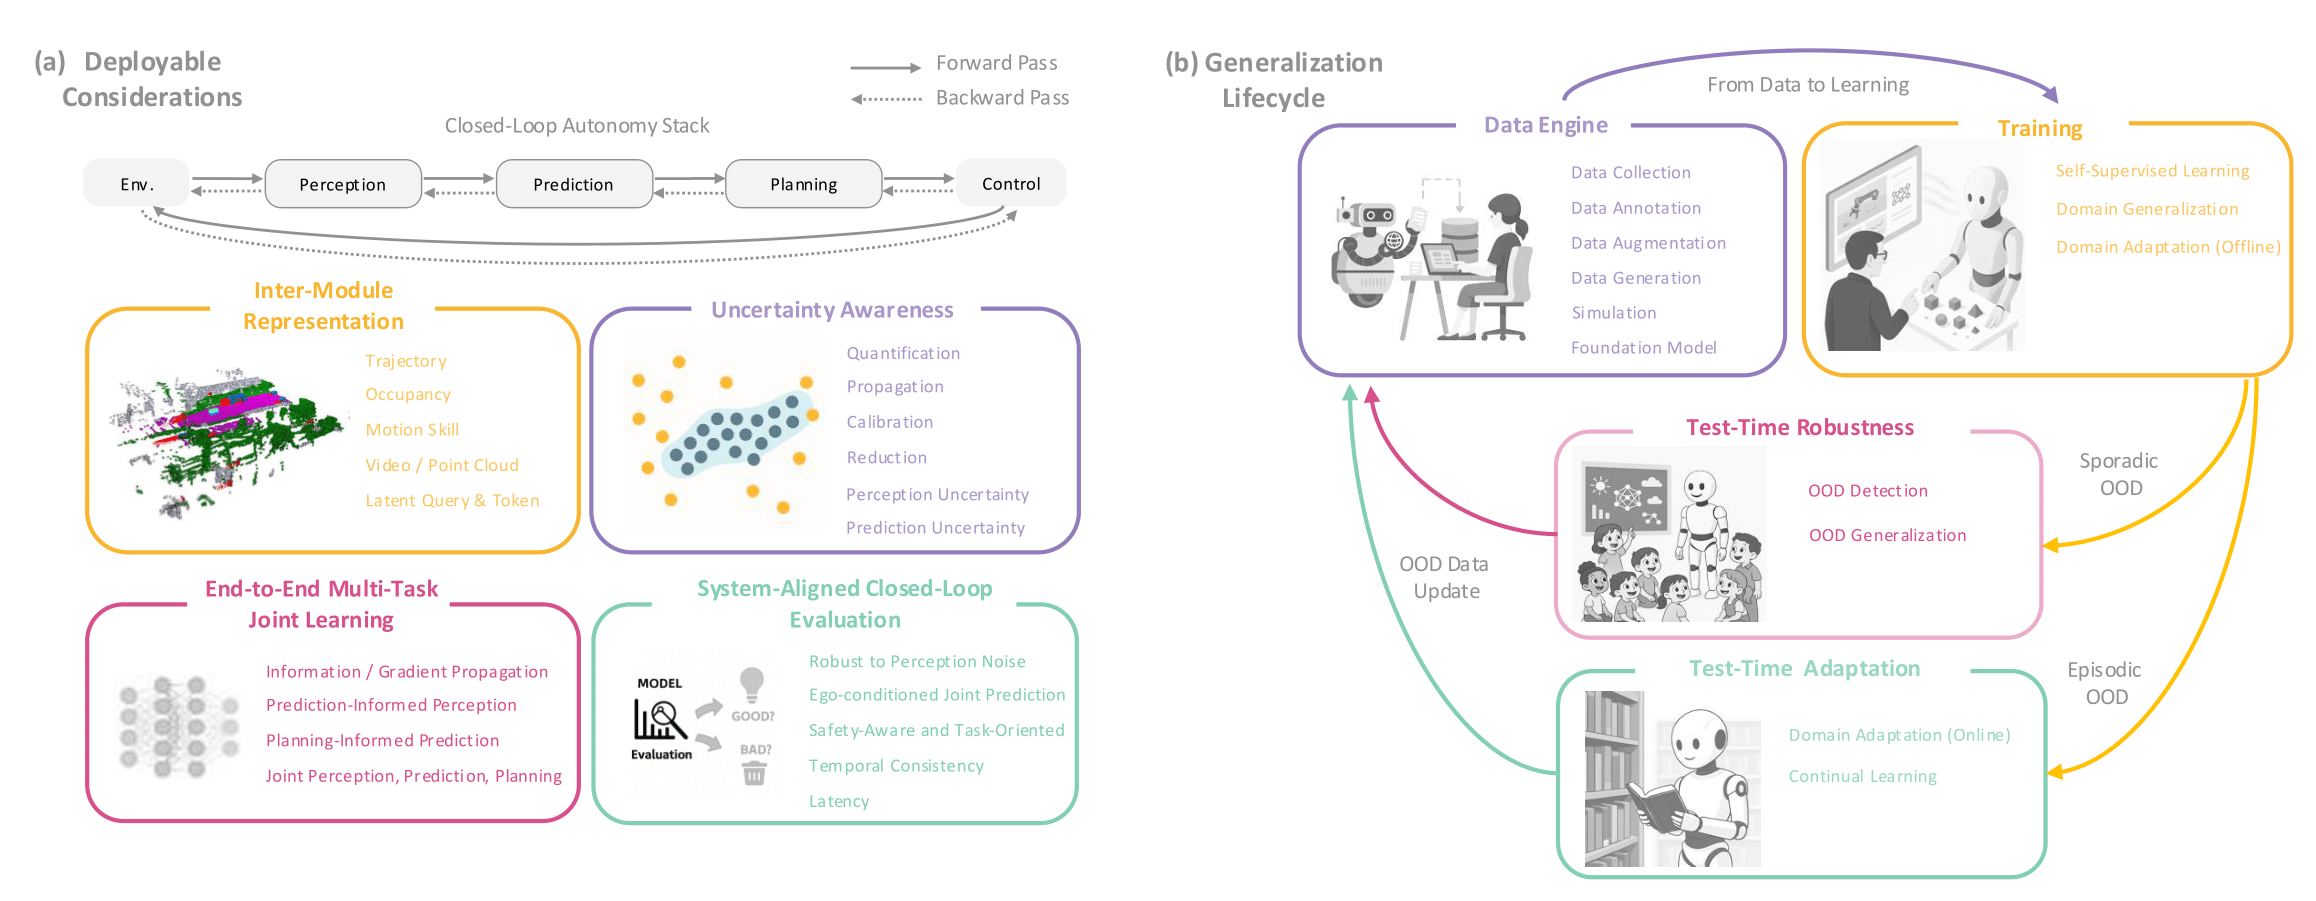 (a) Deployable
Considerations
Forward Pass
Backward Pass
Closed-Loop Autonomy Stack
Env.
Perception
Prediction
Planning
Control
Inter-Module
Representation
Trajectory
Occupancy
Motion Skill
Video / Point Cloud
Latent Query & Token
Uncertainty Awareness
Quantification
Propagation
Calibration
Reduction
Perception Uncertainty
Prediction Uncertainty
End-to-End Multi-Task
Joint Learning
Information / Gradient Propagation
Prediction-Informed Perception
Planning-Informed Prediction
Joint Perception, Prediction, Planning
System-Aligned Closed-Loop
Evaluation
MODEL
Evaluation
GOOD?
BAD?
Robust to Perception Noise
Ego-conditioned Joint Prediction
Safety-Aware and Task-Oriented
Temporal Consistency
Latency
(b) Generalization
Lifecycle
From Data to Learning
Data Engine
Data Collection
Data Annotation
Data Augmentation
Data Generation
Simulation
Foundation Model
Training
Self-Supervised Learning
Domain Generalization
Domain Adaptation (Offline)
Test-Time Robustness
OOD Detection
OOD Generalization
Sporadic
OOD
OOD Data
Update
Test-Time Adaptation
Domain Adaptation (Online)
Continual Learning
Episodic
OOD